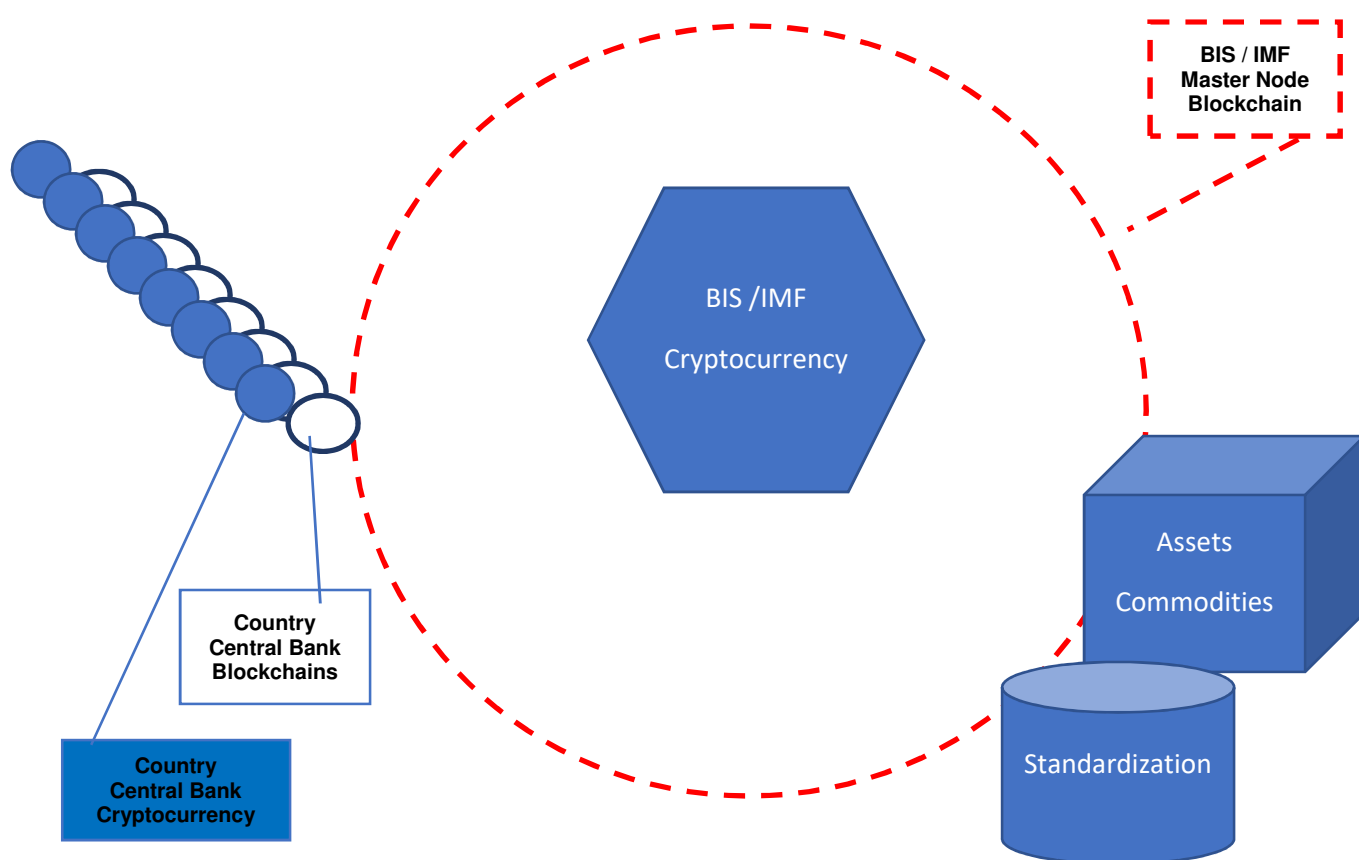 BIS / IMF
Master Node
Blockchain
BIS /IMF
Cryptocurrency
Assets
Commodities
Country
Central Bank
Blockchains
Standardization
Country
Central Bank
Cryptocurrency